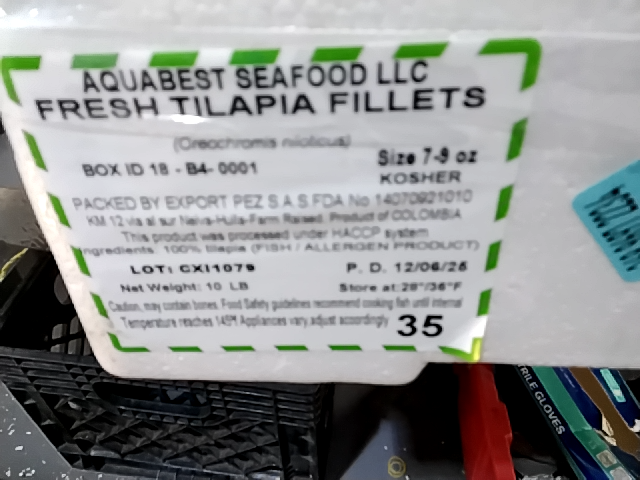 AQUABEST SEAFOOD LLC
FRESH TILAPIA FILLETS
(Oreochromis niloticus)
BOX ID 18 - B4- 0001
Size 7-9 oz
KOSHER
PACKED BY EXPORT PEZ S.A.S.FDA No 14070921010
KM 12 via al sur Neiva-Huila-Farm Raised. Product of COLOMBIA
This product was processed under HACCP system
Ingredients: 100% tilapia (FISH / ALLERGEN PRODUCT)
LOT: CXI1079
P. D. 12/06/25
Net Weight: 10 LB
Store at:28°/36°F
Caution, may contain bones. Food Safety guidelines recommend cooking fish until internal
Temperature reaches 145°f Appliances vary, adjust accordingly
35
RILE GLOVES